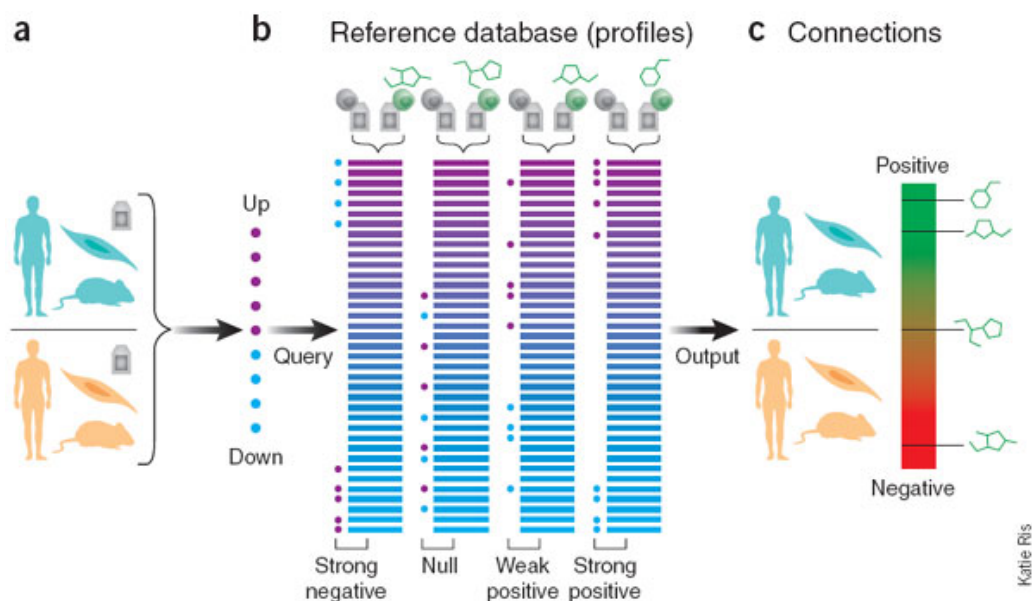 a
b Reference database (profiles)
c Connections
Up
Down
Query
Strong
negative
Null
Weak
positive
Strong
positive
Output
Positive
Negative
Katie Ris